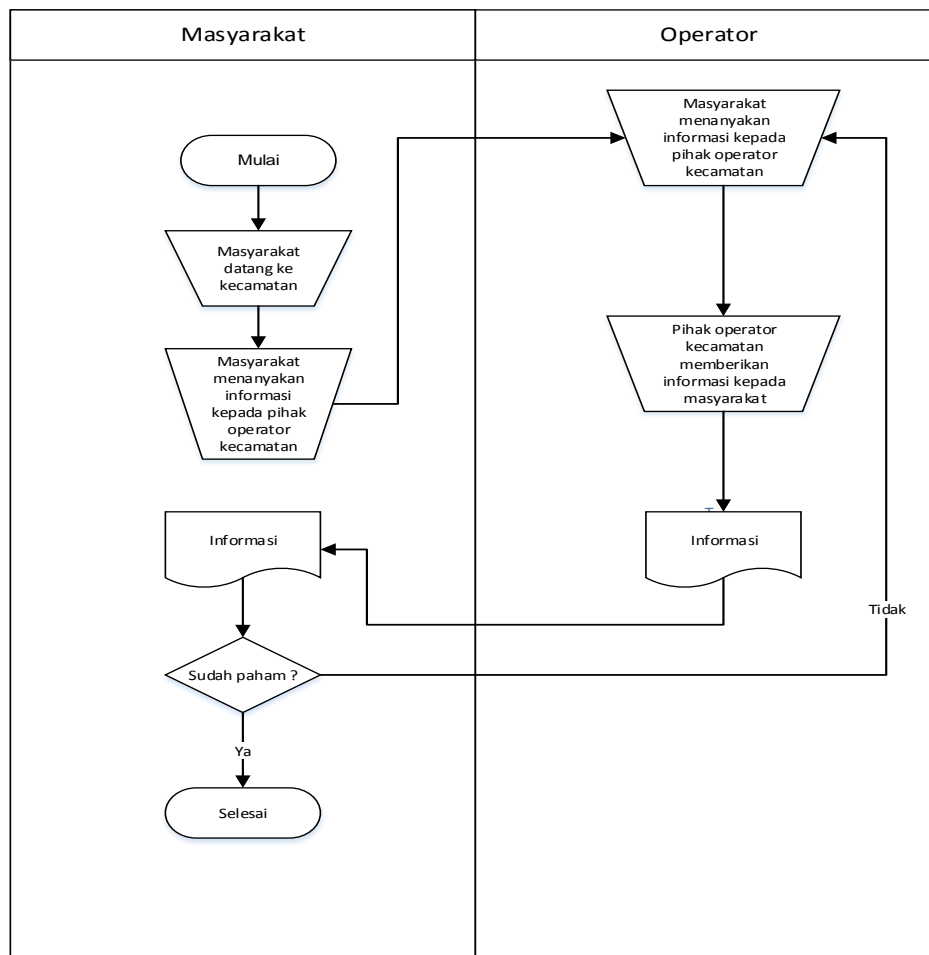 Masyarakat
Operator
Mulai
Masyarakat
datang ke
kecamatan
Masyarakat
menanyakan
informasi
kepada pihak
operator
kecamatan
Masyarakat
menanyakan
informasi kepada
pihak operator
kecamatan
Pihak operator
kecamatan
memberikan
informasi kepada
masyarakat
Informasi
Informasi
Tidak
Sudah paham ?
Ya
Selesai